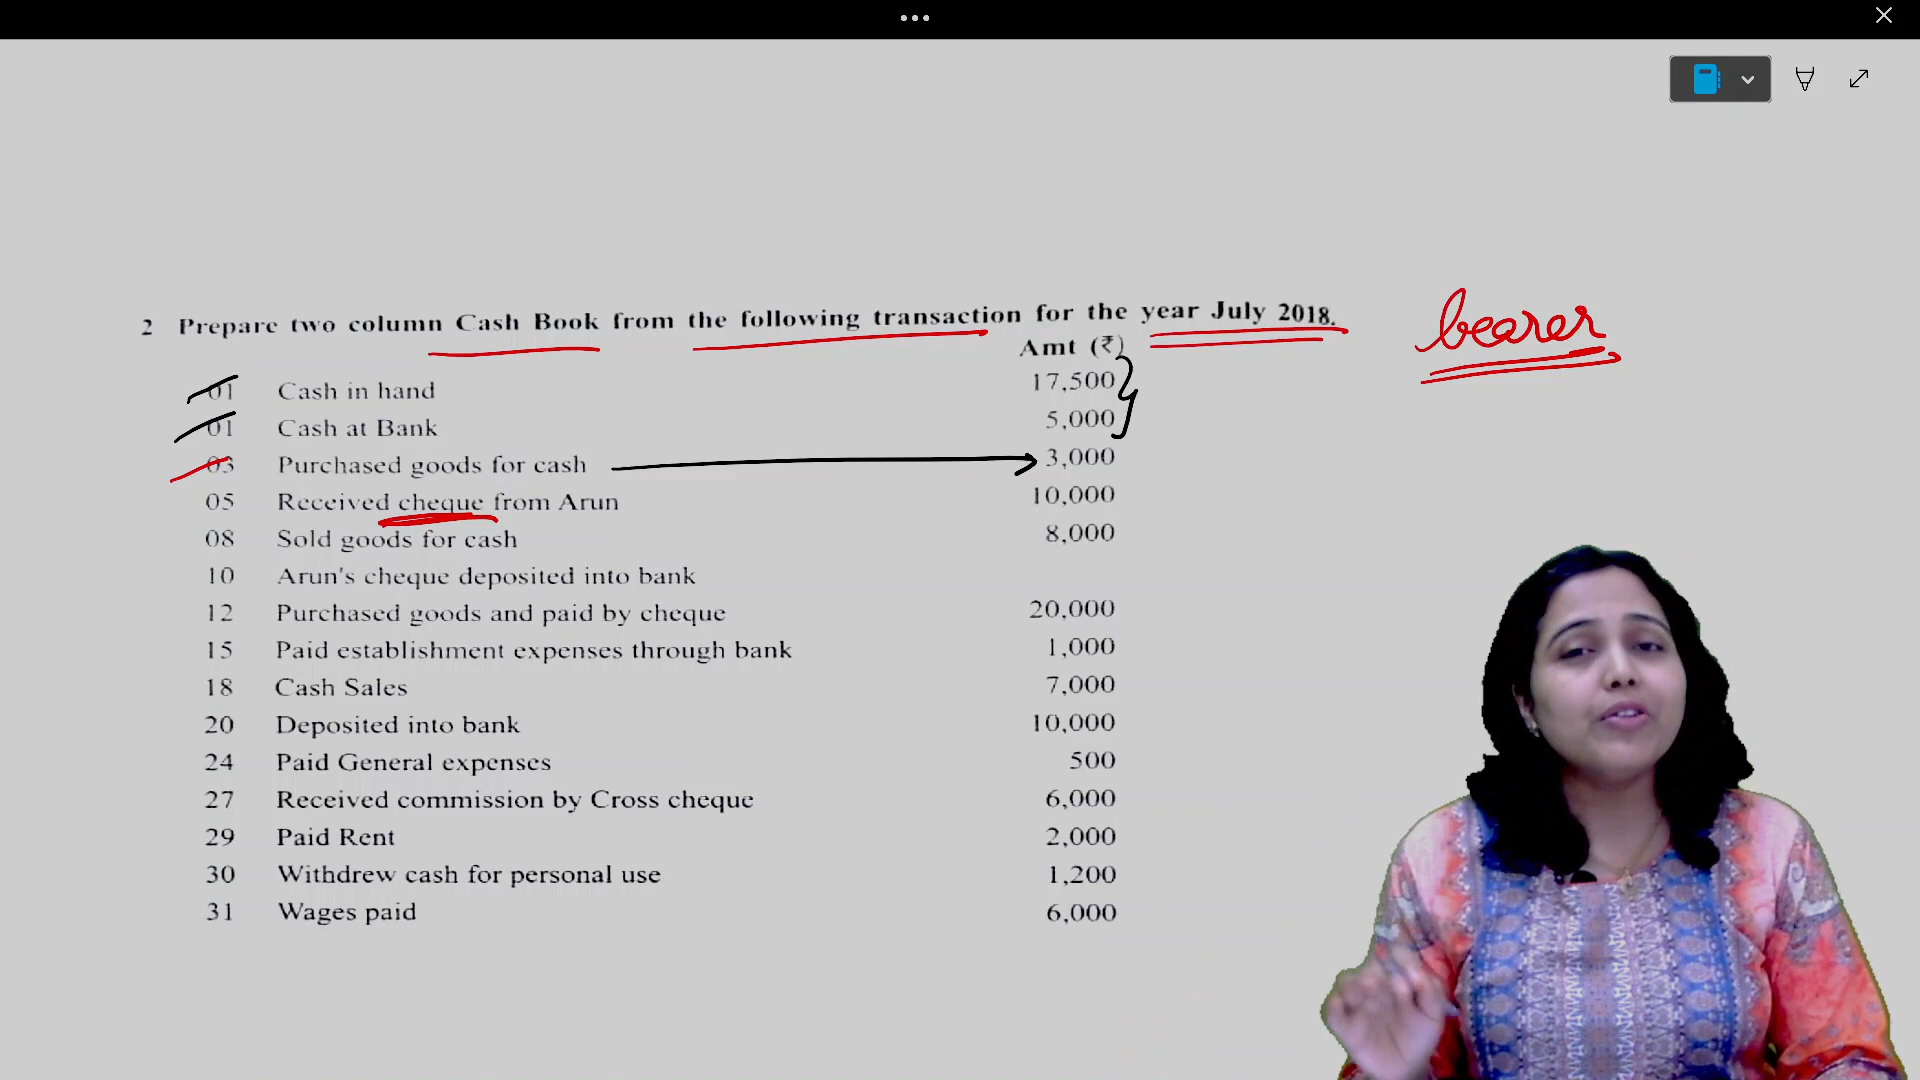 2 Prepare two column Cash Book from the following transaction for the year July 2018.
bearer
Amt (₹)
01 Cash in hand 17,500
01 Cash at Bank 5,000
03 Purchased goods for cash 3,000
05 Received cheque from Arun 10,000
08 Sold goods for cash 8,000
10 Arun's cheque deposited into bank
12 Purchased goods and paid by cheque 20,000
15 Paid establishment expenses through bank 1,000
18 Cash Sales 7,000
20 Deposited into bank 10,000
24 Paid General expenses 500
27 Received commission by Cross cheque 6,000
29 Paid Rent 2,000
30 Withdrew cash for personal use 1,200
31 Wages paid 6,000